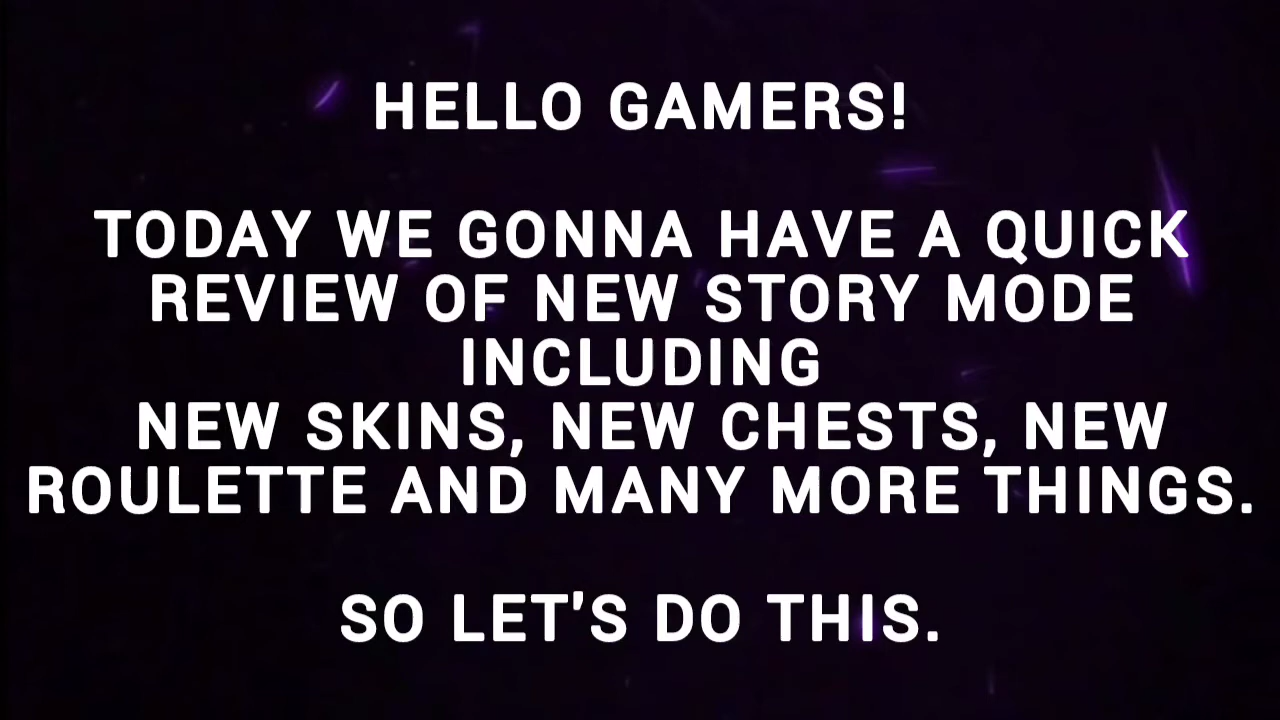 HELLO GAMERS!
TODAY WE GONNA HAVE A QUICK
REVIEW OF NEW STORY MODE
INCLUDING
NEW SKINS, NEW CHESTS, NEW
ROULETTE AND MANY MORE THINGS.
SO LET'S DO THIS.